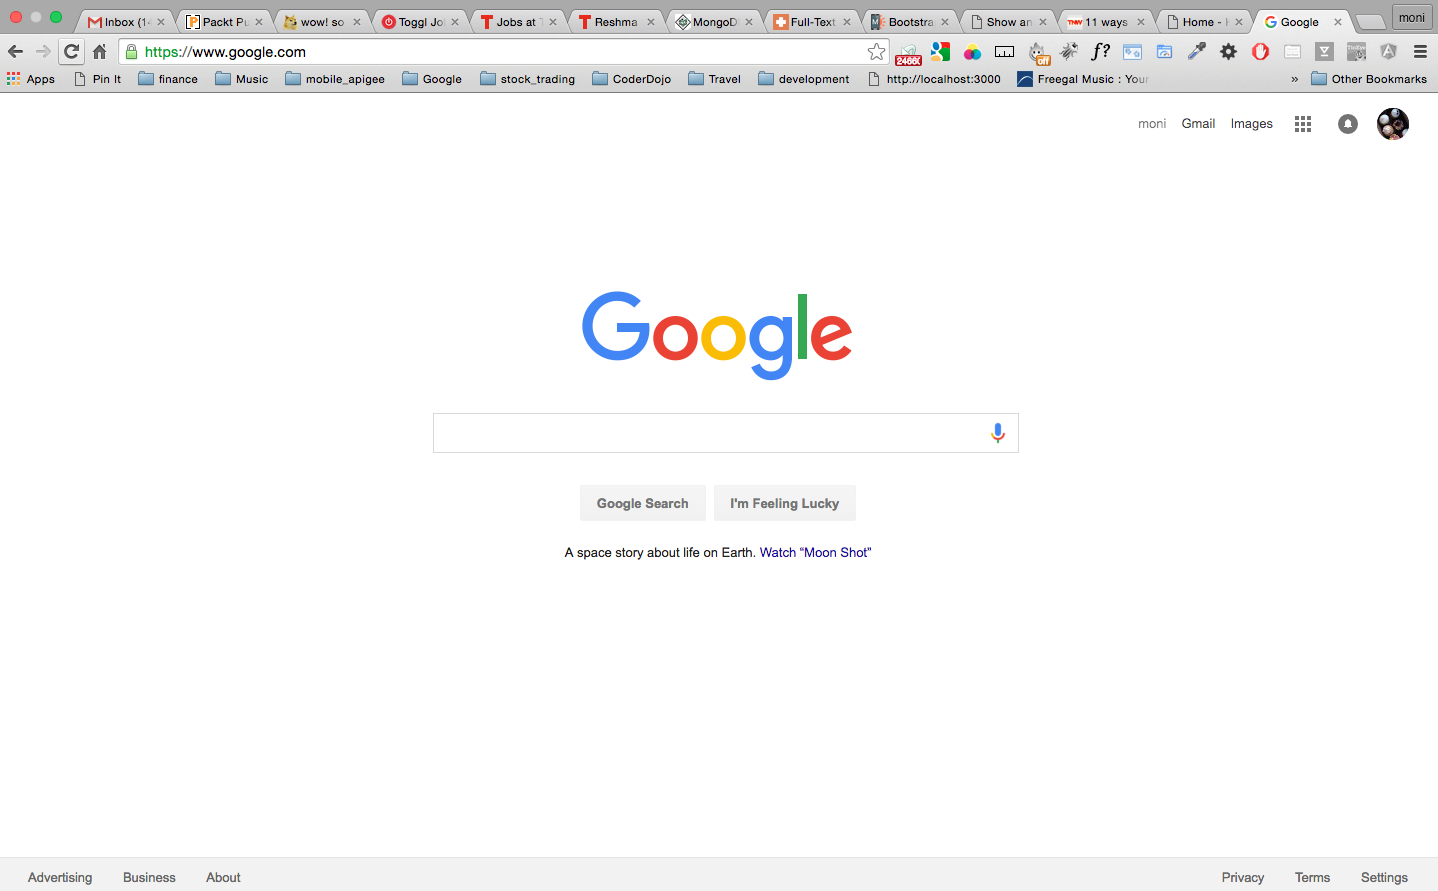 Inbox (14 Packt Pu wow! so Toggl Jo Jobs at T Reshma MongoD Full-Text Bootstra Show an 11 ways Home - H Google moni
https://www.google.com 2466 f? off
Apps Pin It finance Music mobile_apigee Google stock_trading CoderDojo Travel development http://localhost:3000 Freegal Music : Your » Other Bookmarks
moni Gmail Images
Google
Google Search I'm Feeling Lucky
A space story about life on Earth. Watch “Moon Shot”
Advertising Business About Privacy Terms Settings